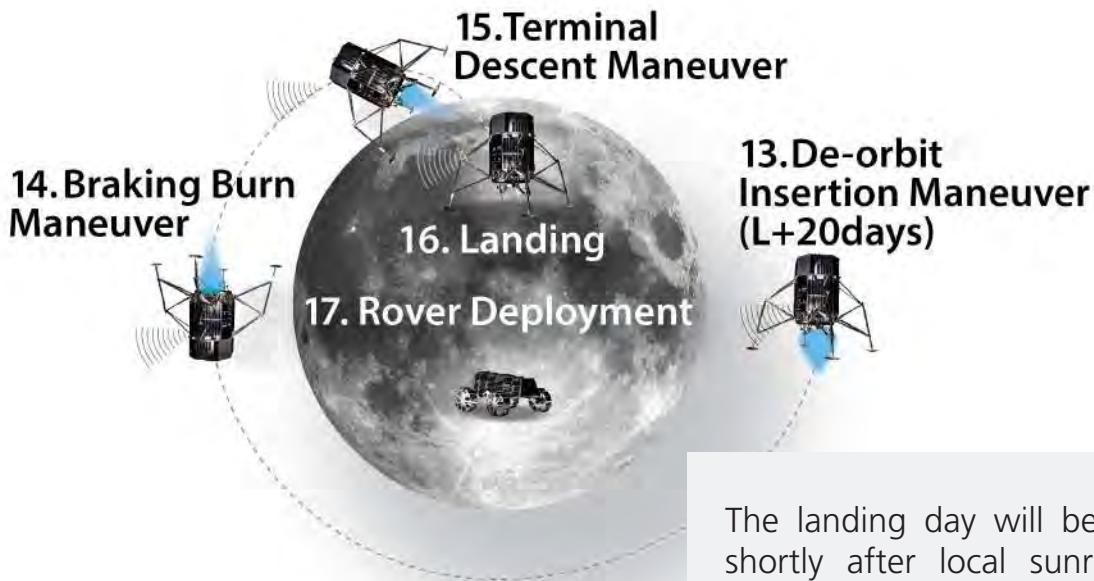 15.Terminal
Descent Maneuver
13.De-orbit
Insertion Maneuver
(L+20days)
14.Braking Burn
Maneuver
16. Landing
17. Rover Deployment
The landing day will be
shortly after local sunr